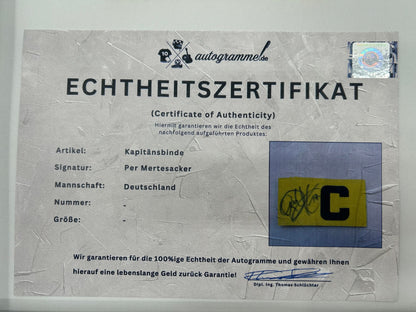 10
autogramme.de
ECHTHEITSZERTIFIKAT
(Certificate of Authenticity)
Hiermit garantieren wir die Echtheit des
nachfolgend aufgeführten Produktes:
Artikel: Kapitänsbinde
Signatur: Per Mertesacker
Mannschaft: Deutschland
Nummer: -
Größe: -
C
Wir garantieren für die 100%ige Echtheit der Autogramme und gewähren Ihnen
hierauf eine lebenslange Geld zurück Garantie!
Dipl. Ing. Thomas Schlüchter